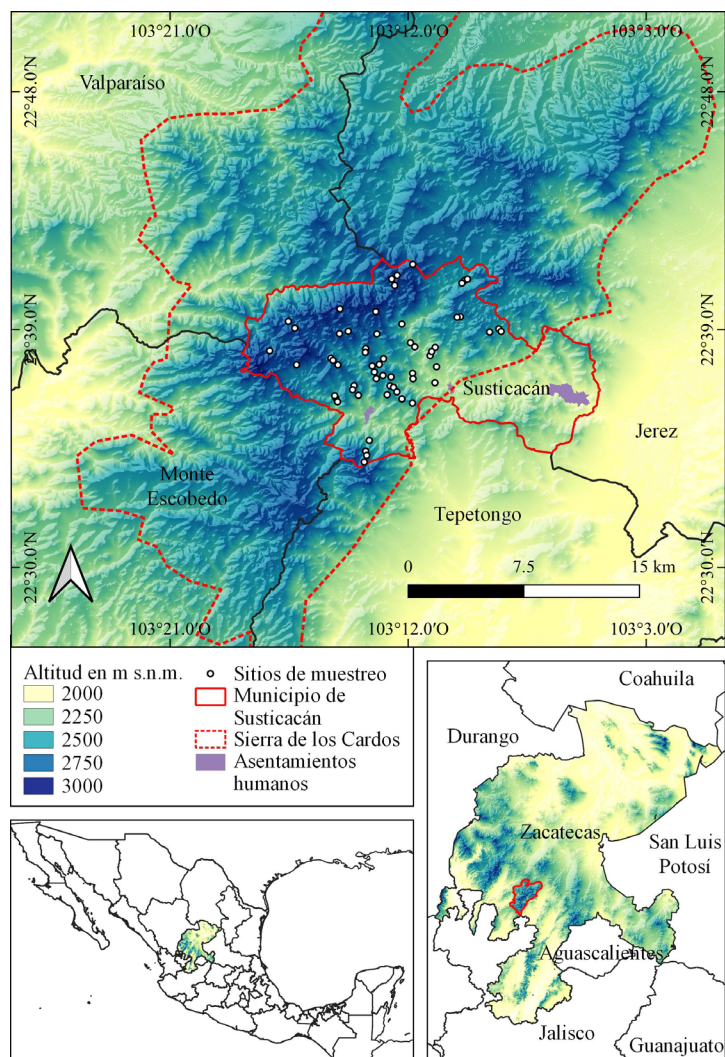 103°21.0'O
103°12.0'O
103°3.0'O
22°48.0'N
22°48.0'N
Valparaíso
22°39.0'N
22°39.0'N
Susticacán
Jerez
Monte
Escobedo
Tepetongo
22°30.0'N
22°30.0'N
0
7.5
15 km
103°21.0'O
103°12.0'O
103°3.0'O
Altitud en m s.n.m.
2000
2250
2500
2750
3000
Sitios de muestreo
Municipio de
Susticacán
Sierra de los Cardos
Asentamientos
humanos
Coahuila
Durango
Zacatecas
San Luis
Potosí
Aguascalientes
Jalisco
Guanajuato